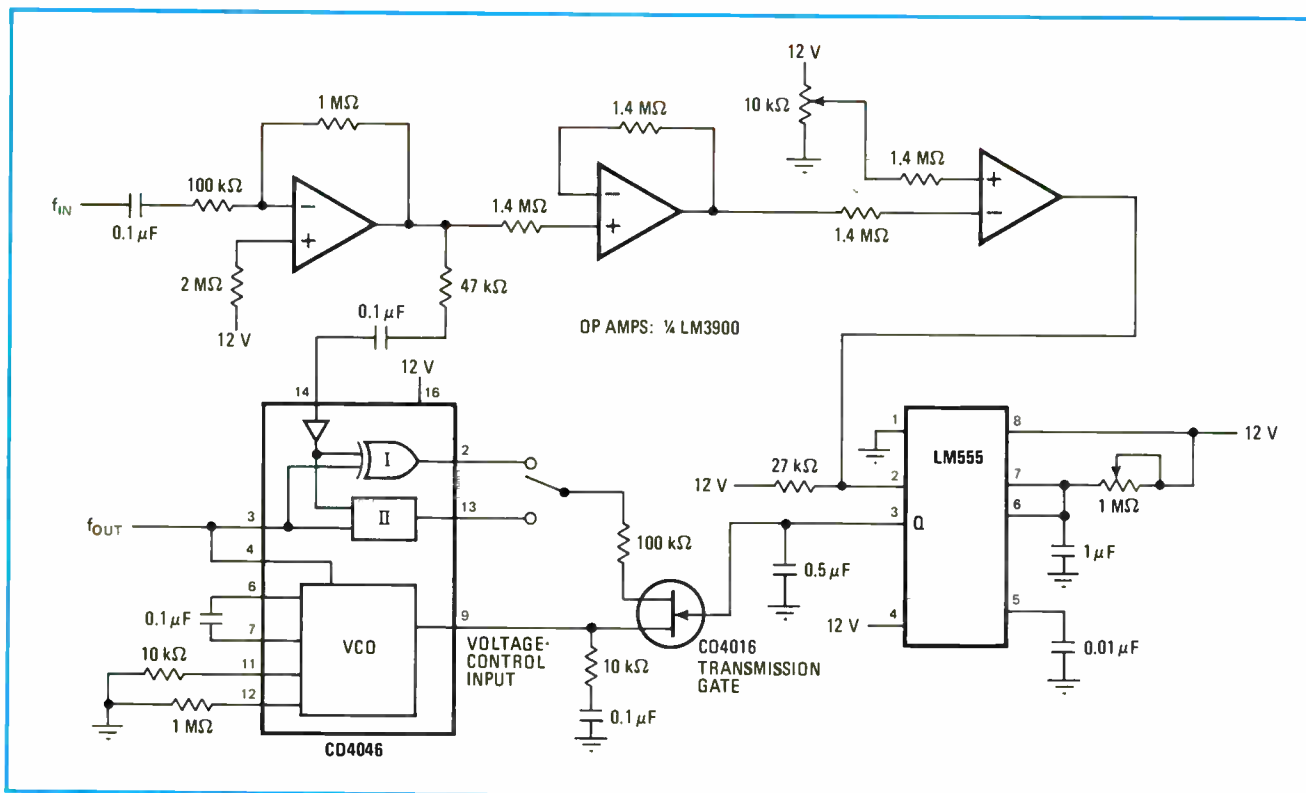 12 V
1 MΩ
1.4 MΩ
10 kΩ
100 kΩ
1.4 MΩ
fIN
0.1 µF
−
+
−
+
+
−
1.4 MΩ
1.4 MΩ
2 MΩ
47 kΩ
12 V
0.1 µF
OP AMPS: ¼ LM3900
12 V
14
16
I
2
1
8
12 V
LM555
27 kΩ
12 V
2
7
1 MΩ
II
13
fOUT
3
3
Q
6
100 kΩ
1 µF
4
0.5 µF
6
0.1 µF
7
VCO
9
VOLTAGE-
CONTROL
INPUT
CD4016
TRANSMISSION
GATE
12 V
4
5
0.01 µF
10 kΩ
11
10 kΩ
12
1 MΩ
0.1 µF
CD4046